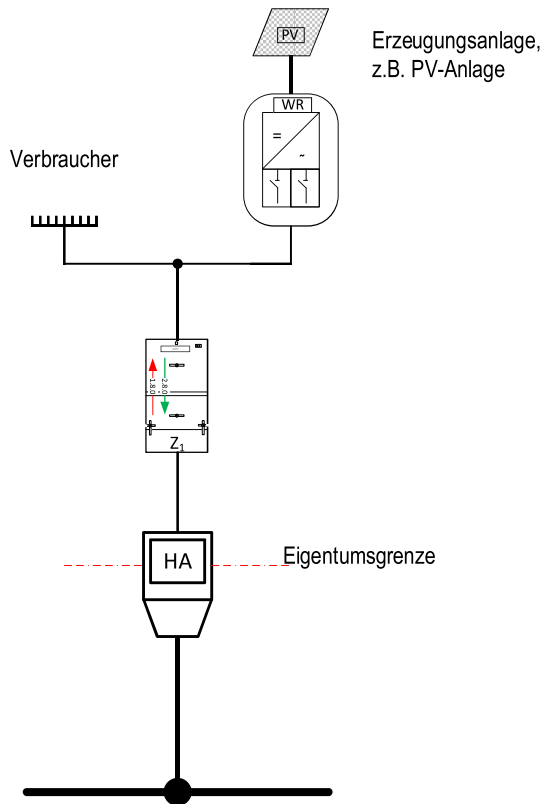 PV
Erzeugungsanlage,
z.B. PV-Anlage
WR
=
~
Verbraucher
1.8.0
2.8.0
Z₁
HA
Eigentumsgrenze